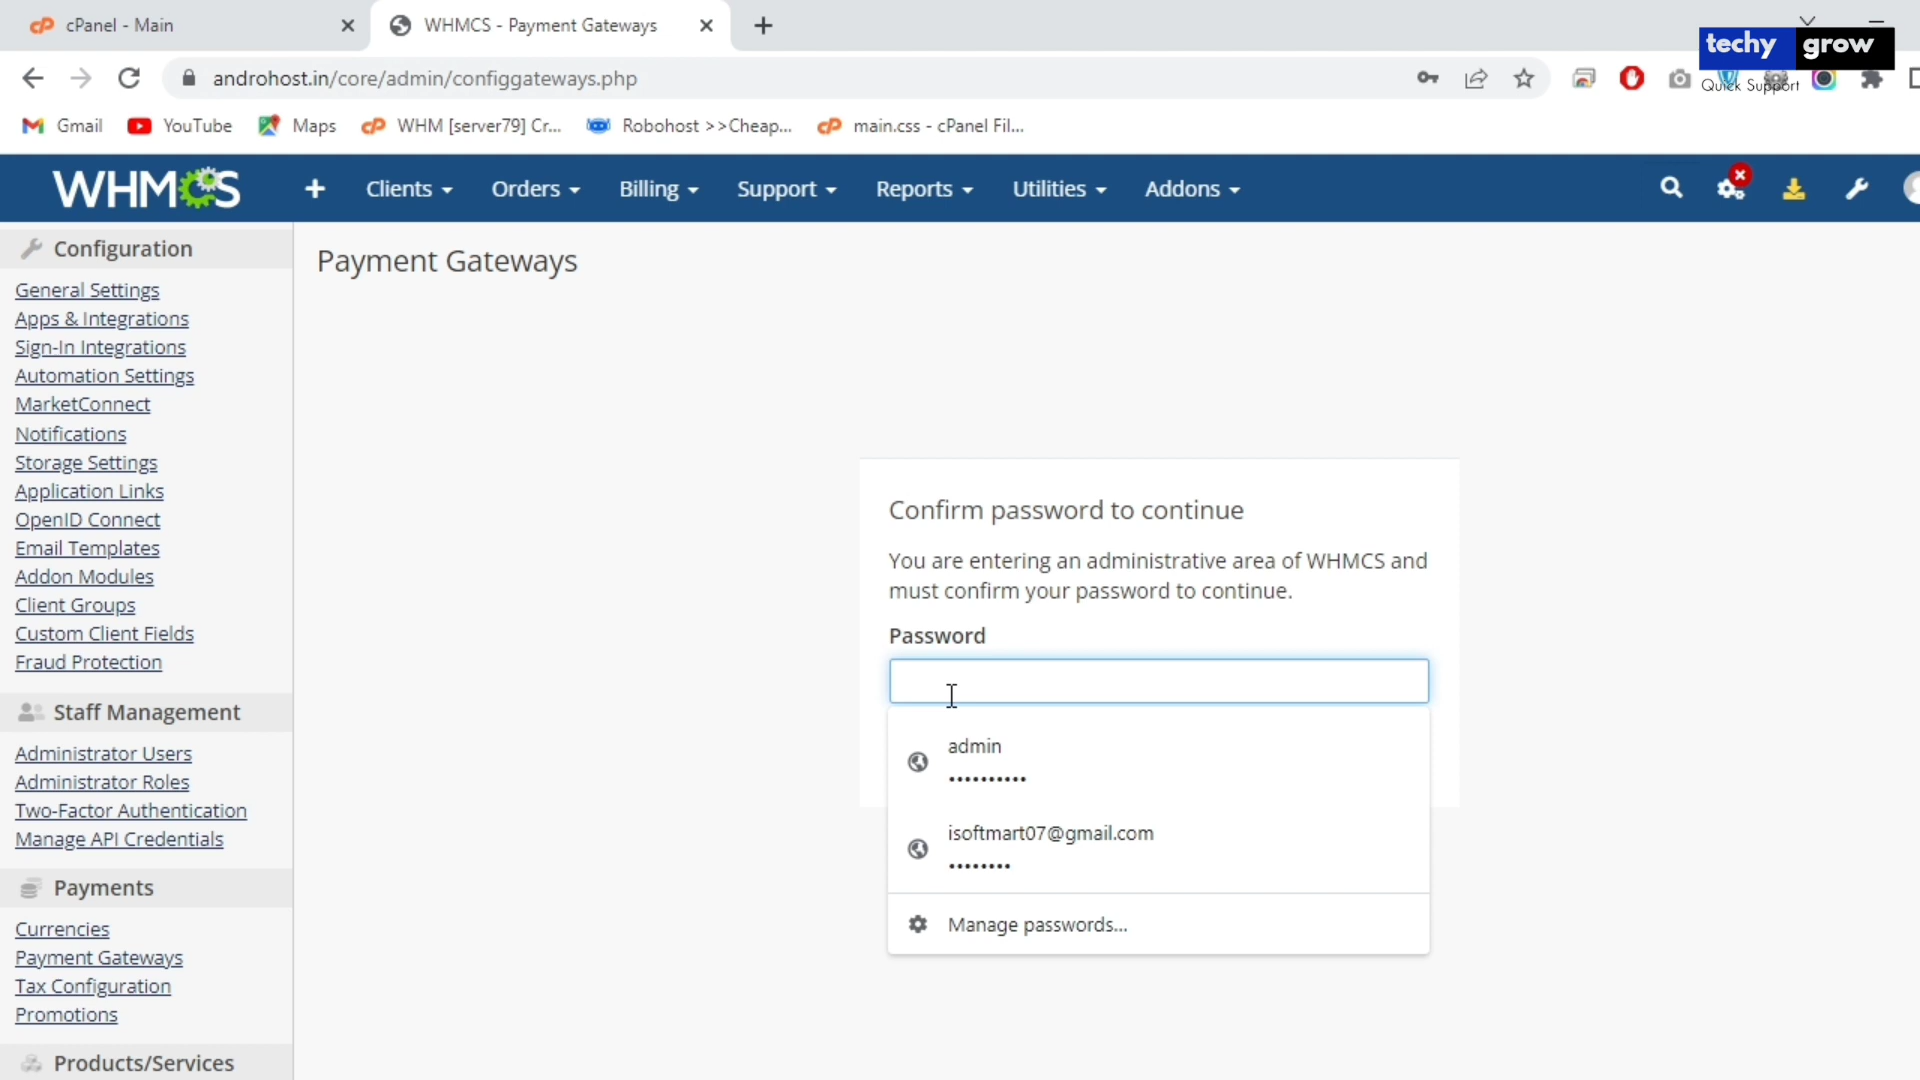 cPanel - Main
WHMCS - Payment Gateways
techy grow
Quick Support
androhost.in/core/admin/configgateways.php
Gmail
YouTube
Maps
WHM [server79] Cr...
Robohost >>Cheap...
main.css - cPanel Fil...
WHMCS
Clients
Orders
Billing
Support
Reports
Utilities
Addons
Configuration
General Settings
Apps & Integrations
Sign-In Integrations
Automation Settings
MarketConnect
Notifications
Storage Settings
Application Links
OpenID Connect
Email Templates
Addon Modules
Client Groups
Custom Client Fields
Fraud Protection
Staff Management
Administrator Users
Administrator Roles
Two-Factor Authentication
Manage API Credentials
Payments
Currencies
Payment Gateways
Tax Configuration
Promotions
Products/Services
Payment Gateways
Confirm password to continue
You are entering an administrative area of WHMCS and
must confirm your password to continue.
Password
admin
••••••••••
isoftmart07@gmail.com
••••••••
Manage passwords...